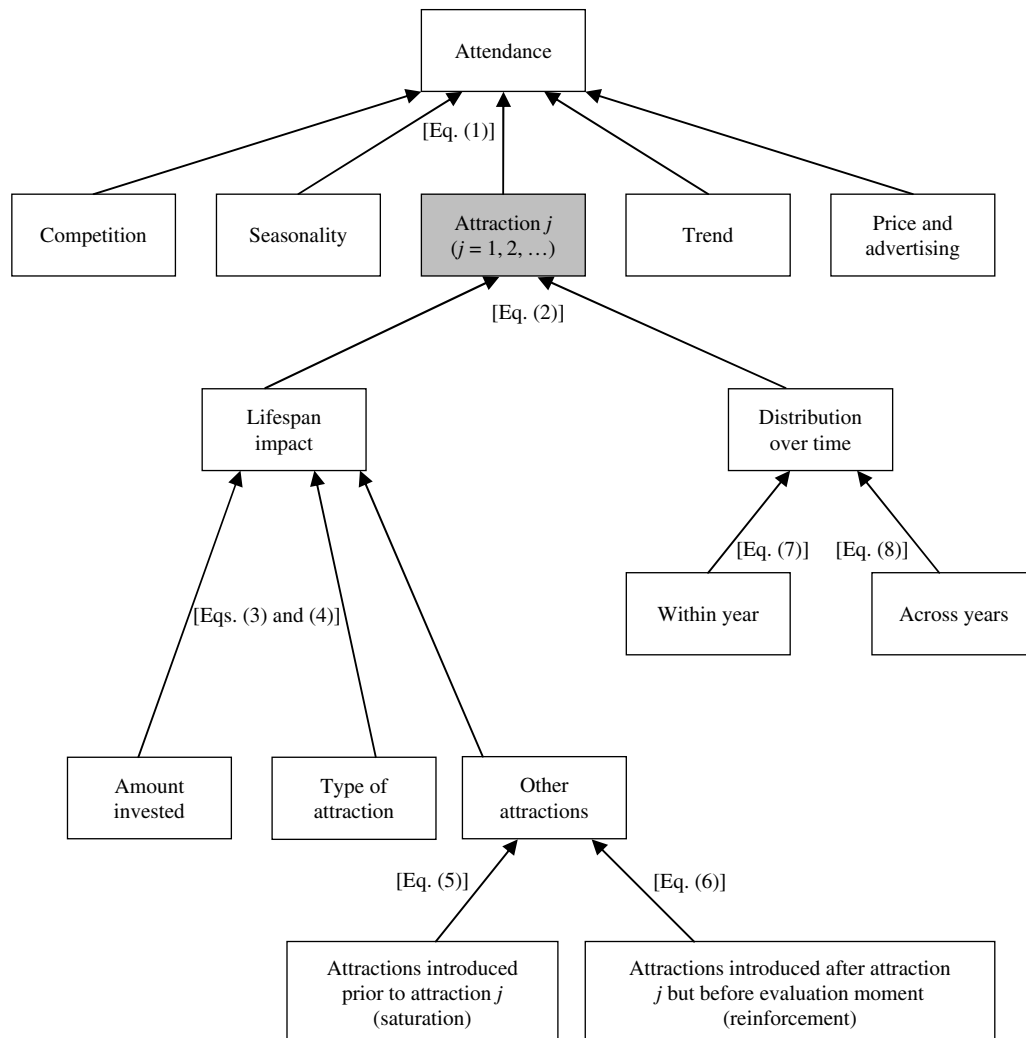 Attendance
[Eq. (1)]
Competition
Seasonality
Attraction j
(j = 1, 2, …)
Trend
Price and
advertising
[Eq. (2)]
Lifespan
impact
Distribution
over time
[Eq. (7)]
[Eq. (8)]
Within year
Across years
[Eqs. (3) and (4)]
Amount
invested
Type of
attraction
Other
attractions
[Eq. (5)]
[Eq. (6)]
Attractions introduced
prior to attraction j
(saturation)
Attractions introduced after attraction
j but before evaluation moment
(reinforcement)